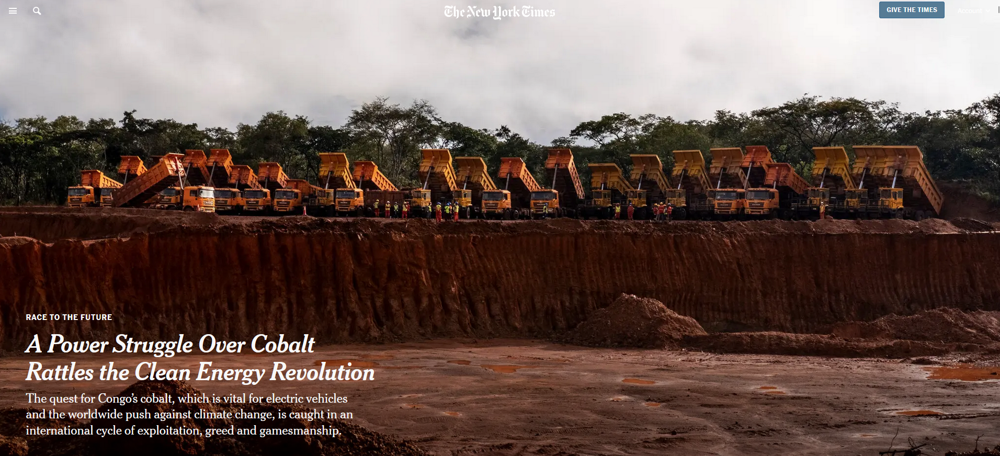 The New York Times
GIVE THE TIMES
Account
RACE TO THE FUTURE
A Power Struggle Over Cobalt
Rattles the Clean Energy Revolution
The quest for Congo’s cobalt, which is vital for electric vehicles
and the worldwide push against climate change, is caught in an
international cycle of exploitation, greed and gamesmanship.